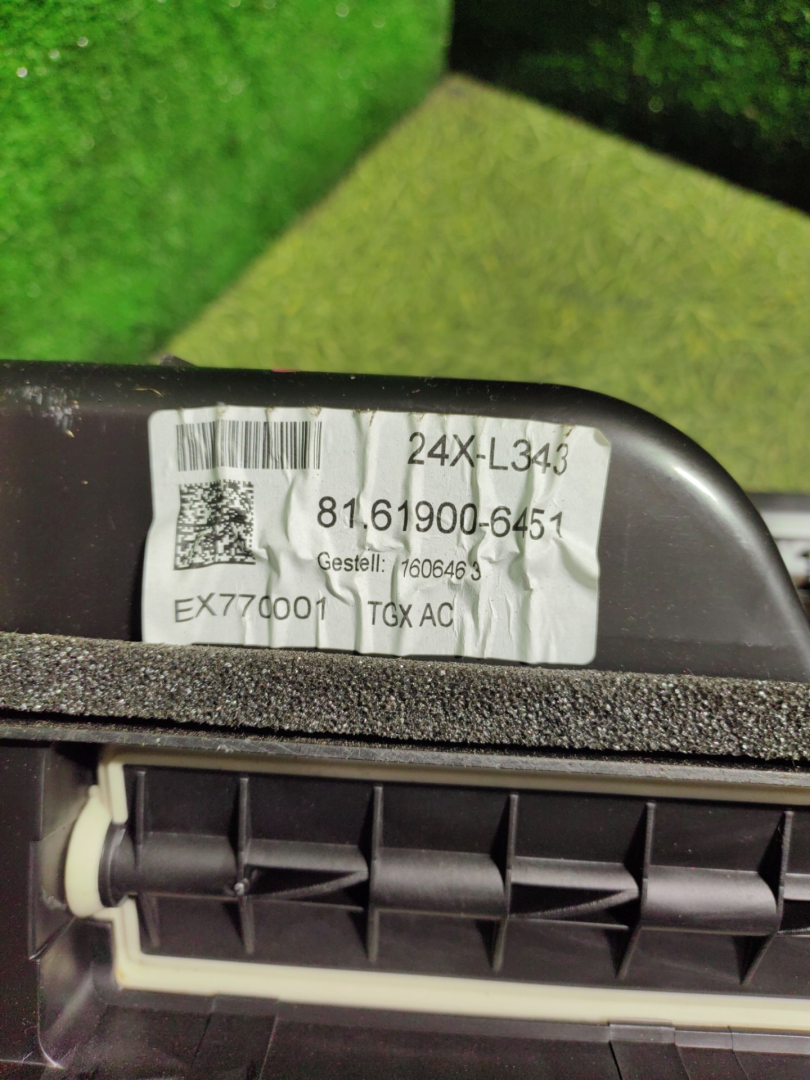 24X-L343
81.61900-6451
Gestell: 1606463
EX770001 TGX AC